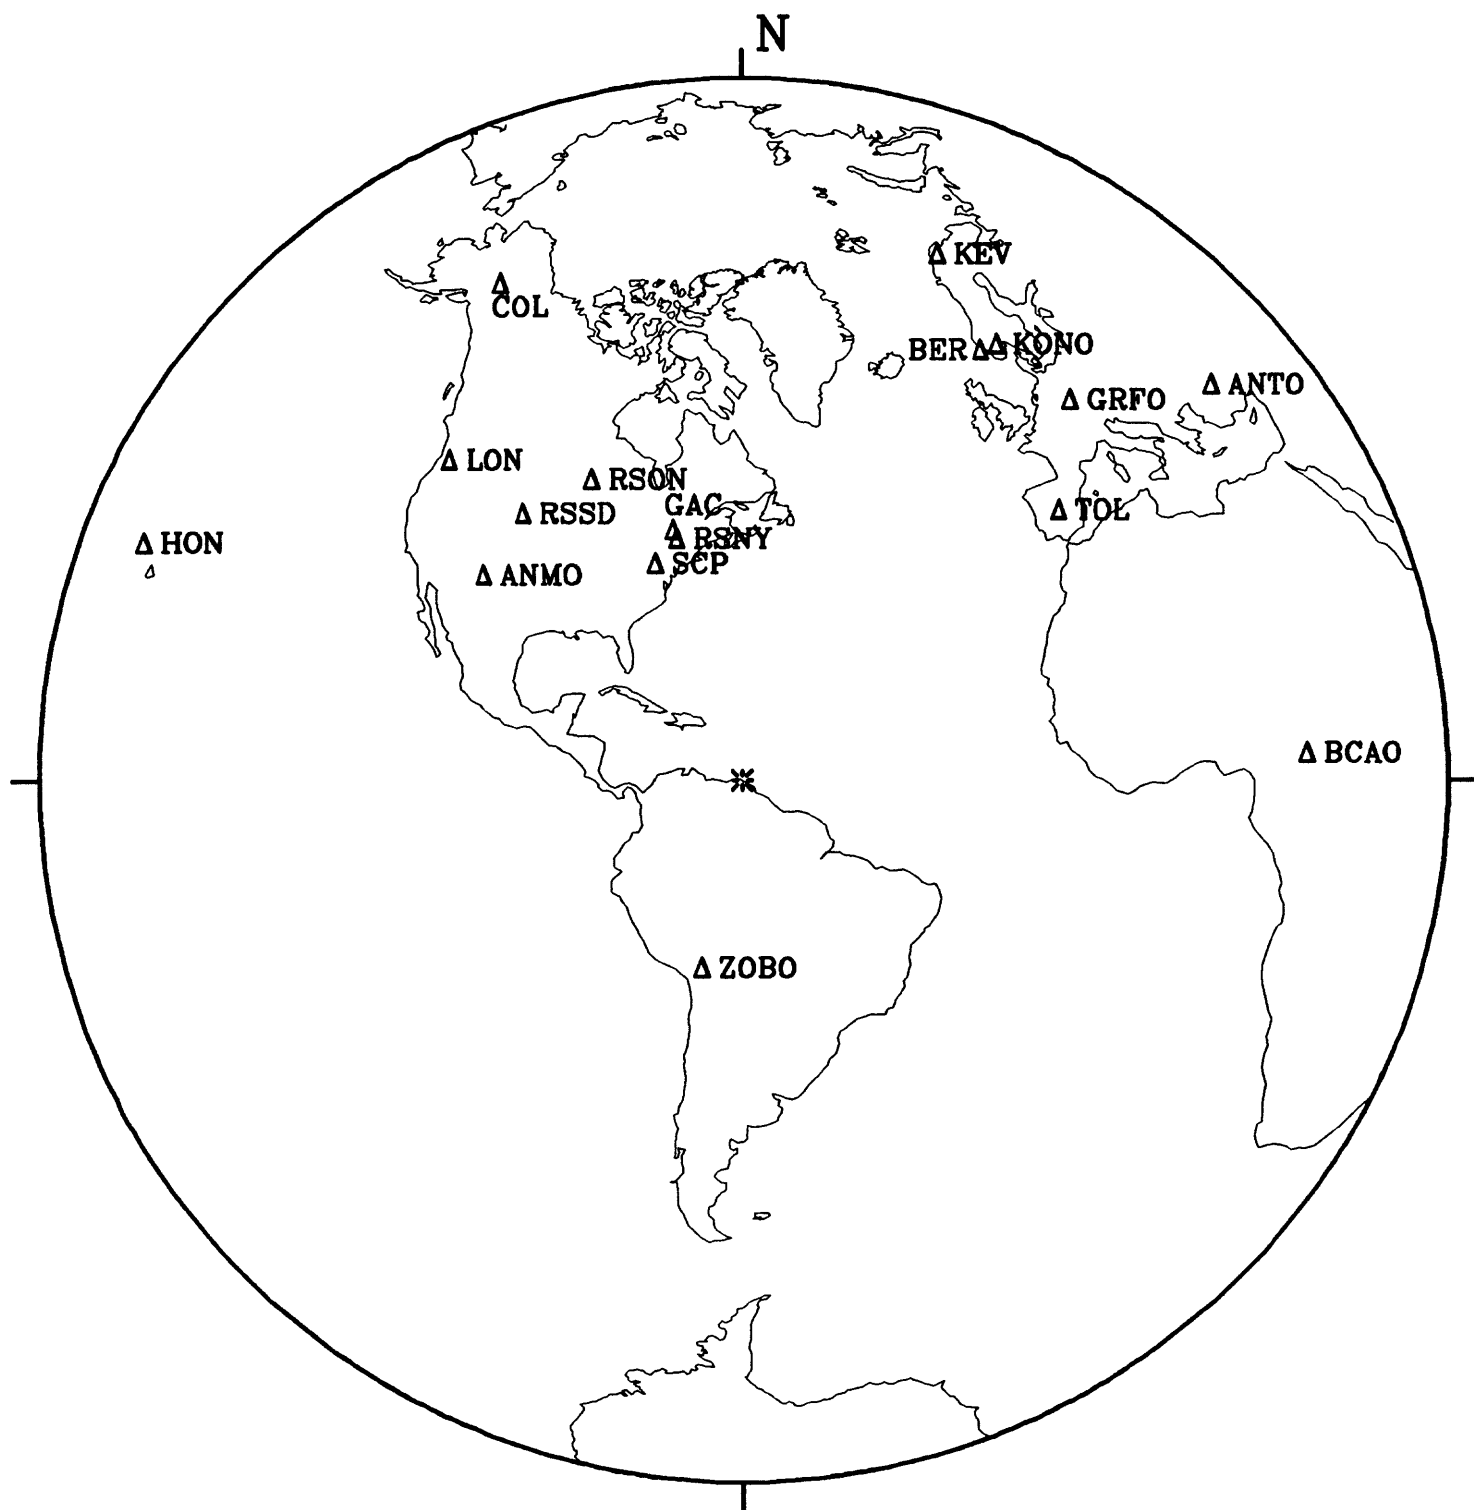 N
KEV
COL
BER
KONO
ANTO
GRFO
LON
RSON
GAC
RSSD
TOL
HON
RSNY
SCP
ANMO
BCAO
ZOBO